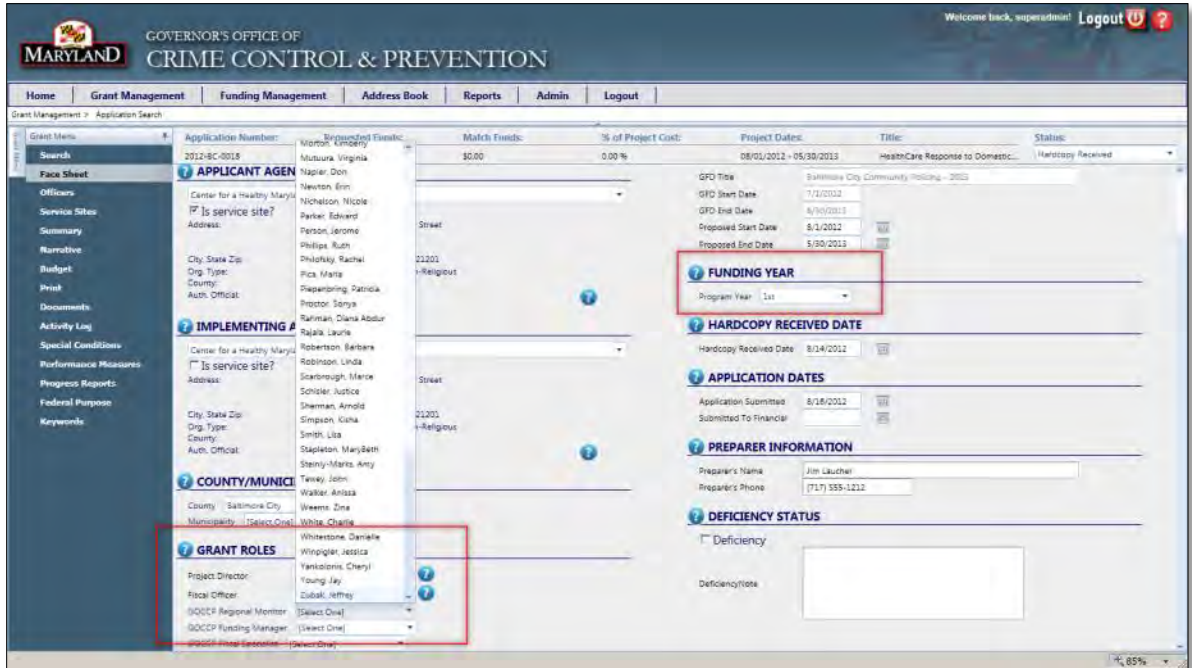 Welcome back, superadmin! Logout ?
MARYLAND
GOVERNOR'S OFFICE OF
CRIME CONTROL & PREVENTION
Home | Grant Management | Funding Management | Address Book | Reports | Admin | Logout |
Grant Management > Application Search
Grant Menu
Search
Face Sheet
Officers
Service Sites
Summary
Narrative
Budget
Print
Documents
Activity Log
Special Conditions
Performance Measures
Progress Reports
Federal Purpose
Keywords
Application Number: Requested Funds: Match Funds: % of Project Cost: Project Dates: Title: Status:
2012-BC-0018 $0.00 0.00 % 08/01/2012 - 05/30/2013 HealthCare Response to Domestic... Hardcopy Received
APPLICANT AGEN
Center for a Healthy Maryla
Is service site?
Address: Street
City, State Zip: 21201
Org. Type: -Religious
County:
Auth. Official:
IMPLEMENTING A
Center for a Healthy Maryla
Is service site?
Address: Street
City, State Zip: 21201
Org. Type: -Religious
County:
Auth. Official:
COUNTY/MUNICI
County Baltimore City
Municipality [Select One]
GRANT ROLES
Project Director
Fiscal Officer
GOCCP Regional Monitor [Select One]
GOCCP Funding Manager [Select One]
GOCCP Fiscal Specialist [Select One]
Morton, Kimberly
Mutuura, Virginia
Napier, Don
Newton, Erin
Nichelson, Nicole
Parker, Edward
Person, Jerome
Phillips, Ruth
Philofsky, Rachel
Pica, Maria
Piepenbring, Patricia
Proctor, Sonya
Rahman, Diana Abdur
Rajala, Laurie
Robertson, Barbara
Robinson, Linda
Scarbrough, Marce
Schisler, Justice
Sherman, Arnold
Simpson, Kisha
Smith, Lisa
Stapleton, MaryBeth
Steinly-Marks, Amy
Tewey, John
Walker, Anissa
Weems, Zina
White, Charlie
Whitestone, Danielle
Winpigler, Jessica
Yankolonis, Cheryl
Young, Jay
Zuback, Jeffrey
GFO Title Baltimore City Community Policing - 2013
GFO Start Date 7/1/2012
GFO End Date 6/30/2013
Proposed Start Date 8/1/2012
Proposed End Date 5/30/2013
FUNDING YEAR
Program Year 1st
HARDCOPY RECEIVED DATE
Hardcopy Received Date 8/14/2012
APPLICATION DATES
Application Submitted 8/16/2012
Submitted To Financial
PREPARER INFORMATION
Preparer's Name Jim Laucher
Preparer's Phone (717) 555-1212
DEFICIENCY STATUS
Deficiency
DeficiencyNote
85%